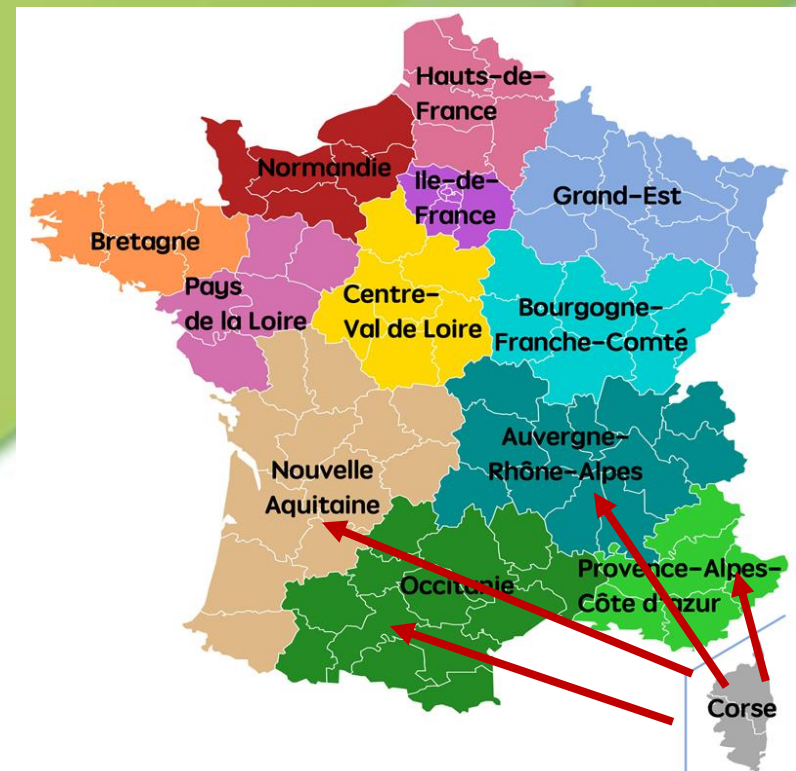 Hauts-de-
France
Normandie
Ile-de-
France
Grand-Est
Bretagne
Pays
de la Loire
Centre-
Val de Loire
Bourgogne-
Franche-Comté
Auvergne-
Rhône-Alpes
Nouvelle
Aquitaine
Occitanie
Provence-Alpes-
Côte d'azur
Corse